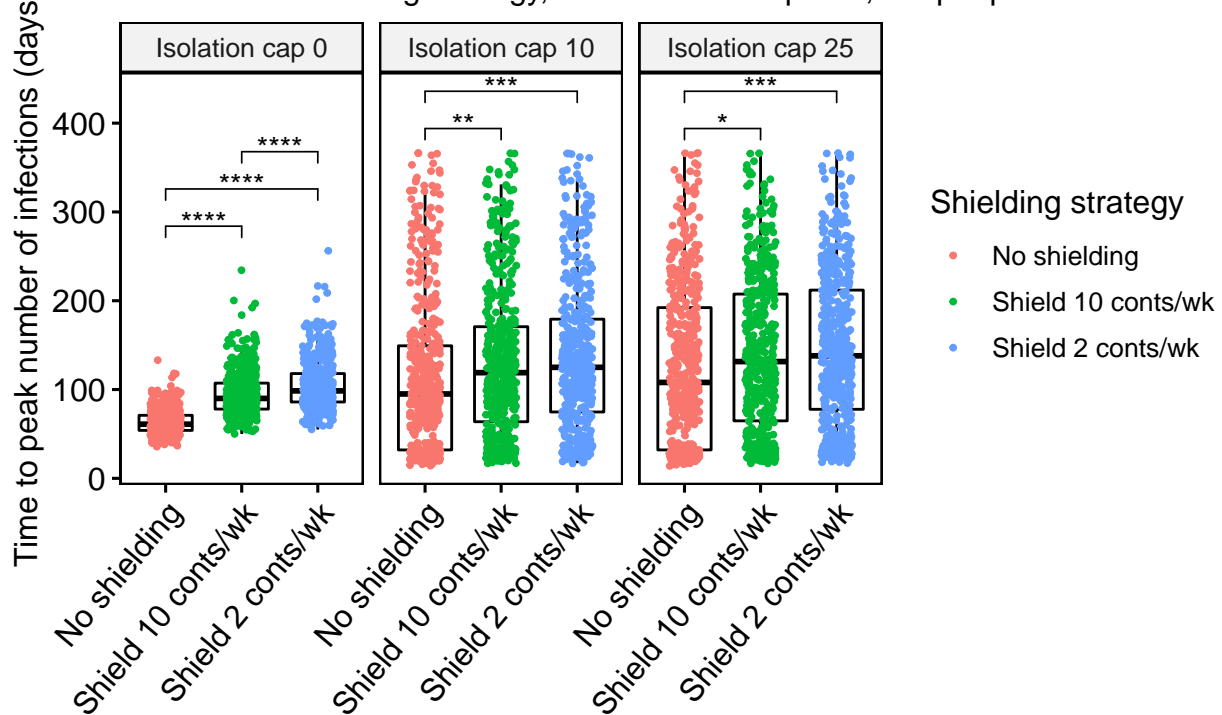 Isolation cap 0
Isolation cap 10
Isolation cap 25
Time to peak number of infections (days
400
300
200
100
0
****
****
****
***
**
***
*
No shielding
Shield 10 conts/wk
Shield 2 conts/wk
No shielding
Shield 10 conts/wk
Shield 2 conts/wk
No shielding
Shield 10 conts/wk
Shield 2 conts/wk
Shielding strategy
No shielding
Shield 10 conts/wk
Shield 2 conts/wk